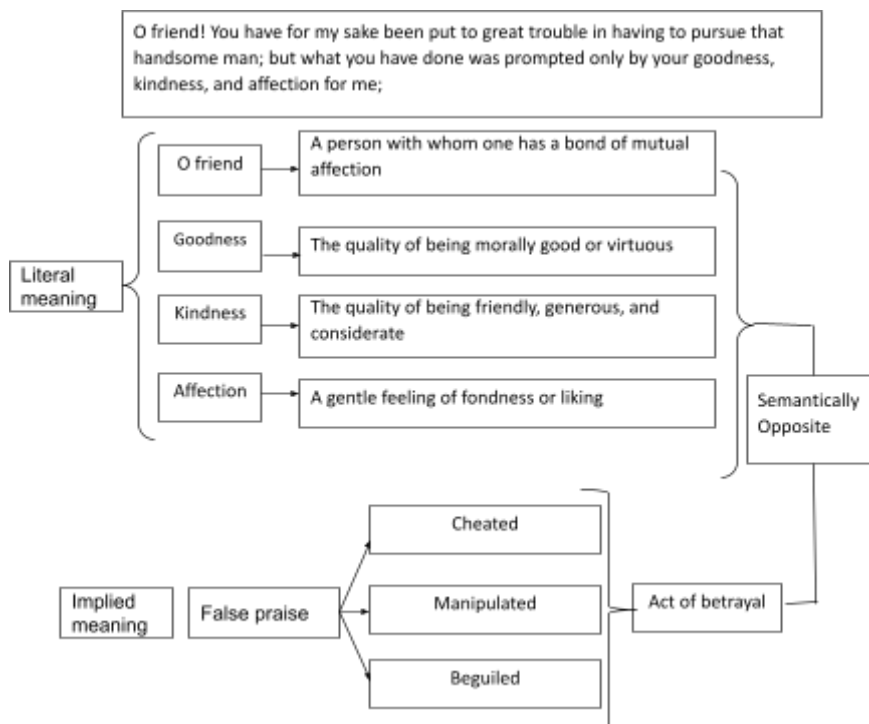 O friend! You have for my sake been put to great trouble in having to pursue that
handsome man; but what you have done was prompted only by your goodness,
kindness, and affection for me;
O friend
A person with whom one has a bond of mutual
affection
Goodness
The quality of being morally good or virtuous
Literal
meaning
Kindness
The quality of being friendly, generous, and
considerate
Affection
A gentle feeling of fondness or liking
Semantically
Opposite
Cheated
Implied
meaning
False praise
Manipulated
Act of betrayal
Beguiled